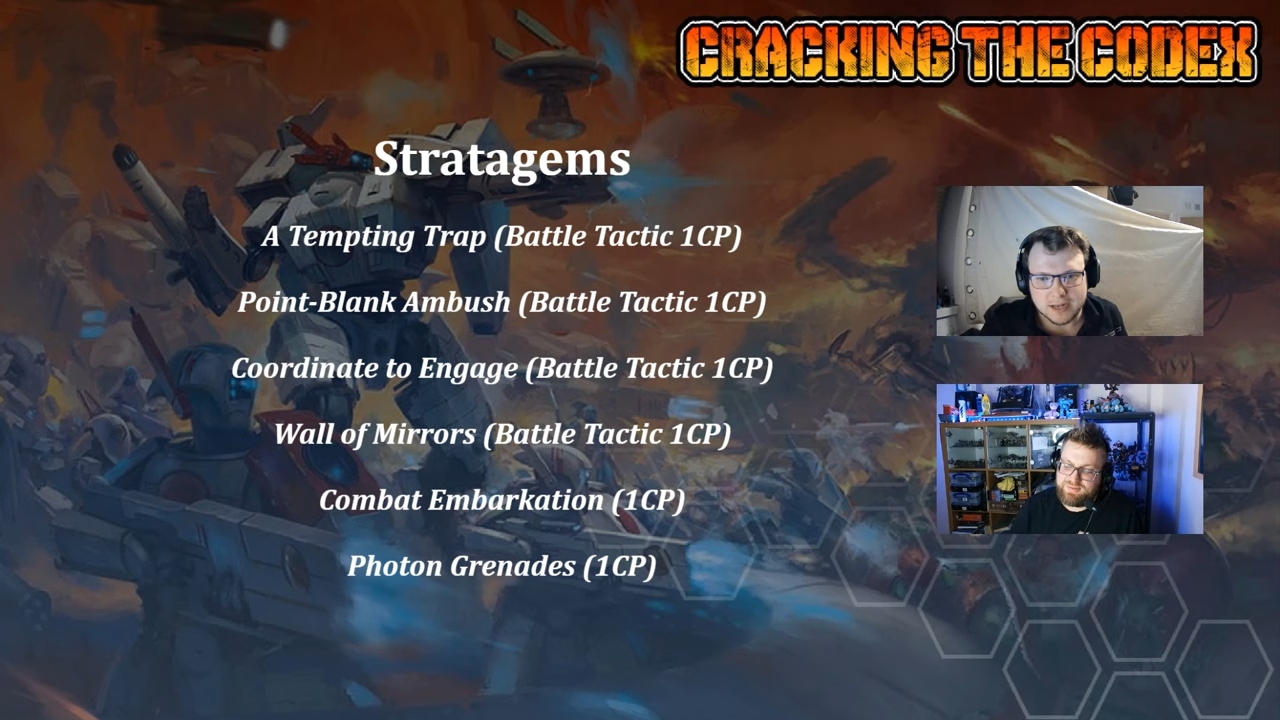 CRACKING THE CODEX
Stratagems
A Tempting Trap (Battle Tactic 1CP)
Point-Blank Ambush (Battle Tactic 1CP)
Coordinate to Engage (Battle Tactic 1CP)
Wall of Mirrors (Battle Tactic 1CP)
Combat Embarkation (1CP)
Photon Grenades (1CP)